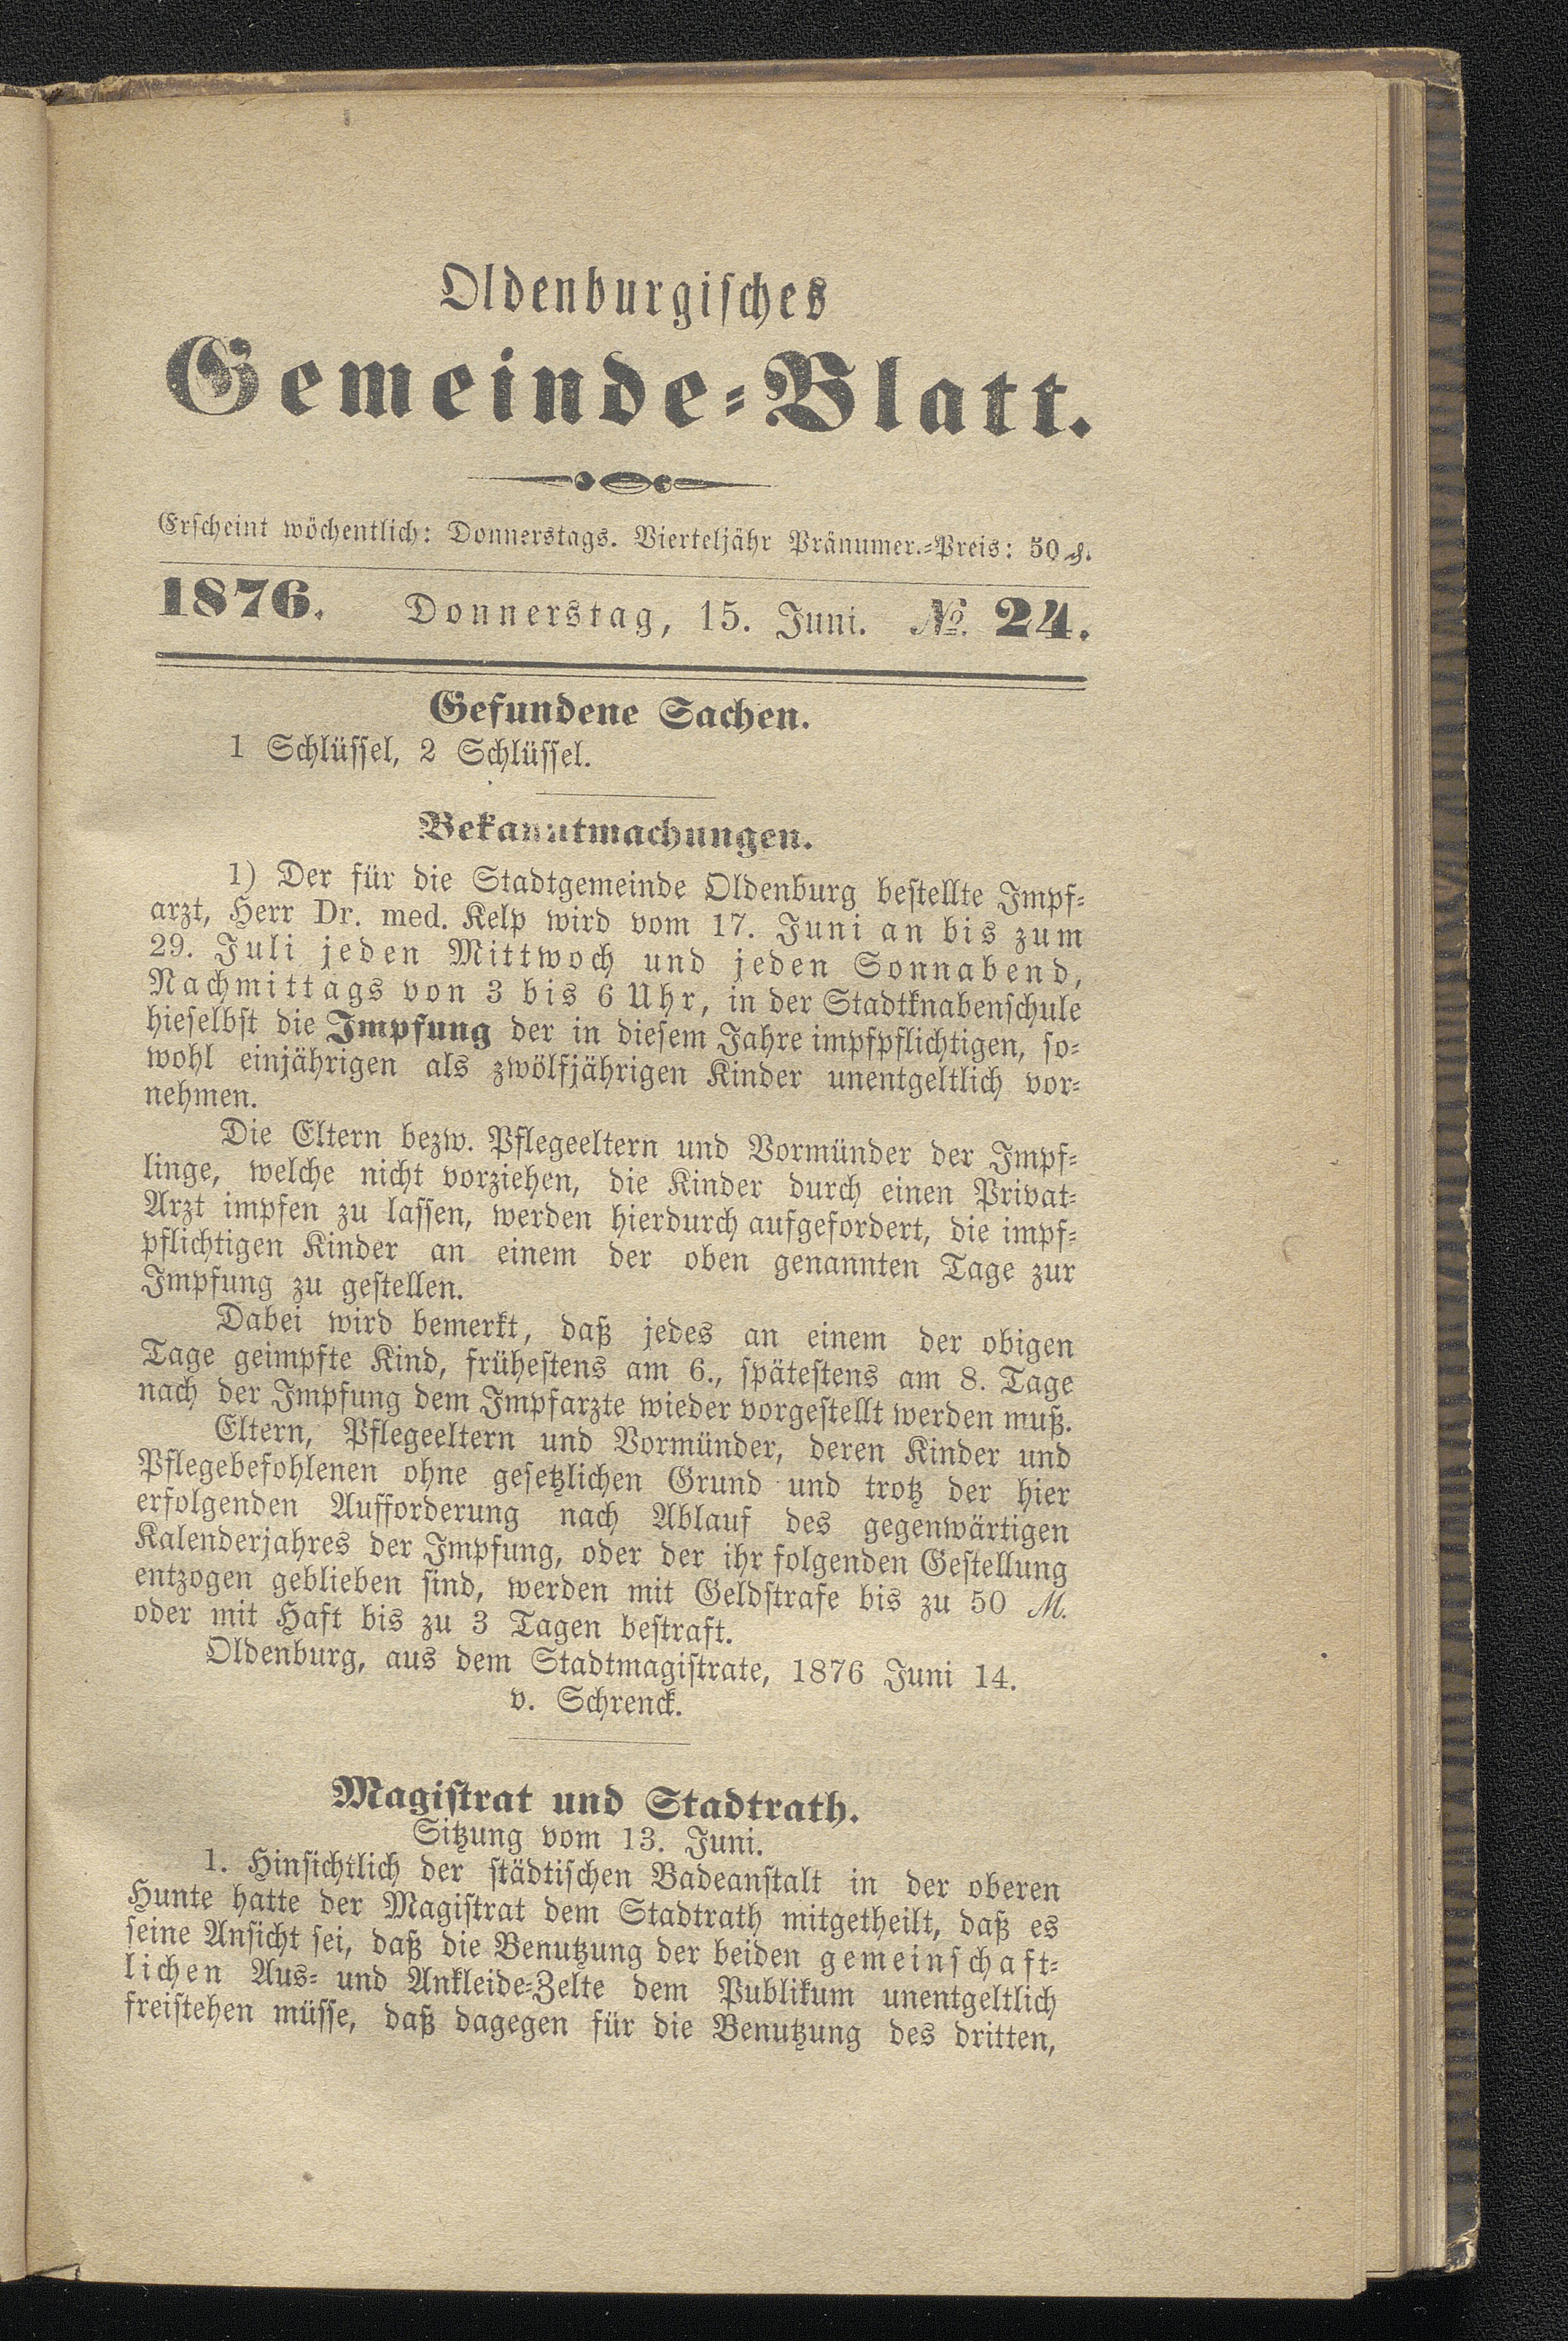 Oldenburgisches
Gemeinde-Blatt.
Erscheint wöchentlich: Donnerstags. Vierteljähr Pränumer.-Preis: 50 ₰.
1876. Donnerstag, 15. Juni. №. 24.
Gefundene Sachen.
1 Schlüssel, 2 Schlüssel.
Bekanntmachungen.
1) Der für die Stadtgemeinde Oldenburg bestellte Impf-
arzt, Herr Dr. med. Kelp wird vom 17. Juni an bis zum
29. Juli jeden Mittwoch und jeden Sonnabend,
Nachmittags von 3 bis 6 Uhr, in der Stadtknabenschule
hieselbst die Impfung der in diesem Jahre impfpflichtigen, so-
wohl einjährigen als zwölfjährigen Kinder unentgeltlich vor-
nehmen.
Die Eltern bezw. Pflegeeltern und Vormünder der Impf-
linge, welche nicht vorziehen, die Kinder durch einen Privat-
Arzt impfen zu lassen, werden hierdurch aufgefordert, die impf-
pflichtigen Kinder an einem der oben genannten Tage zur
Impfung zu gestellen.
Dabei wird bemerkt, daß jedes an einem der obigen
Tage geimpfte Kind, frühestens am 6., spätestens am 8. Tage
nach der Impfung dem Impfarzte wieder vorgestellt werden muß.
Eltern, Pflegeeltern und Vormünder, deren Kinder und
Pflegebefohlenen ohne gesetzlichen Grund und trotz der hier
erfolgenden Aufforderung nach Ablauf des gegenwärtigen
Kalenderjahres der Impfung, oder der ihr folgenden Gestellung
entzogen geblieben sind, werden mit Geldstrafe bis zu 50 M.
oder mit Haft bis zu 3 Tagen bestraft.
Oldenburg, aus dem Stadtmagistrate, 1876 Juni 14.
v. Schrenck.
Magistrat und Stadtrath.
Sitzung vom 13. Juni.
1. Hinsichtlich der städtischen Badeanstalt in der oberen
Hunte hatte der Magistrat dem Stadtrath mitgetheilt, daß es
seine Ansicht sei, daß die Benutzung der beiden gemeinschaft-
lichen Aus- und Ankleide-Zelte dem Publikum unentgeltlich
freistehen müsse, daß dagegen für die Benutzung des dritten,